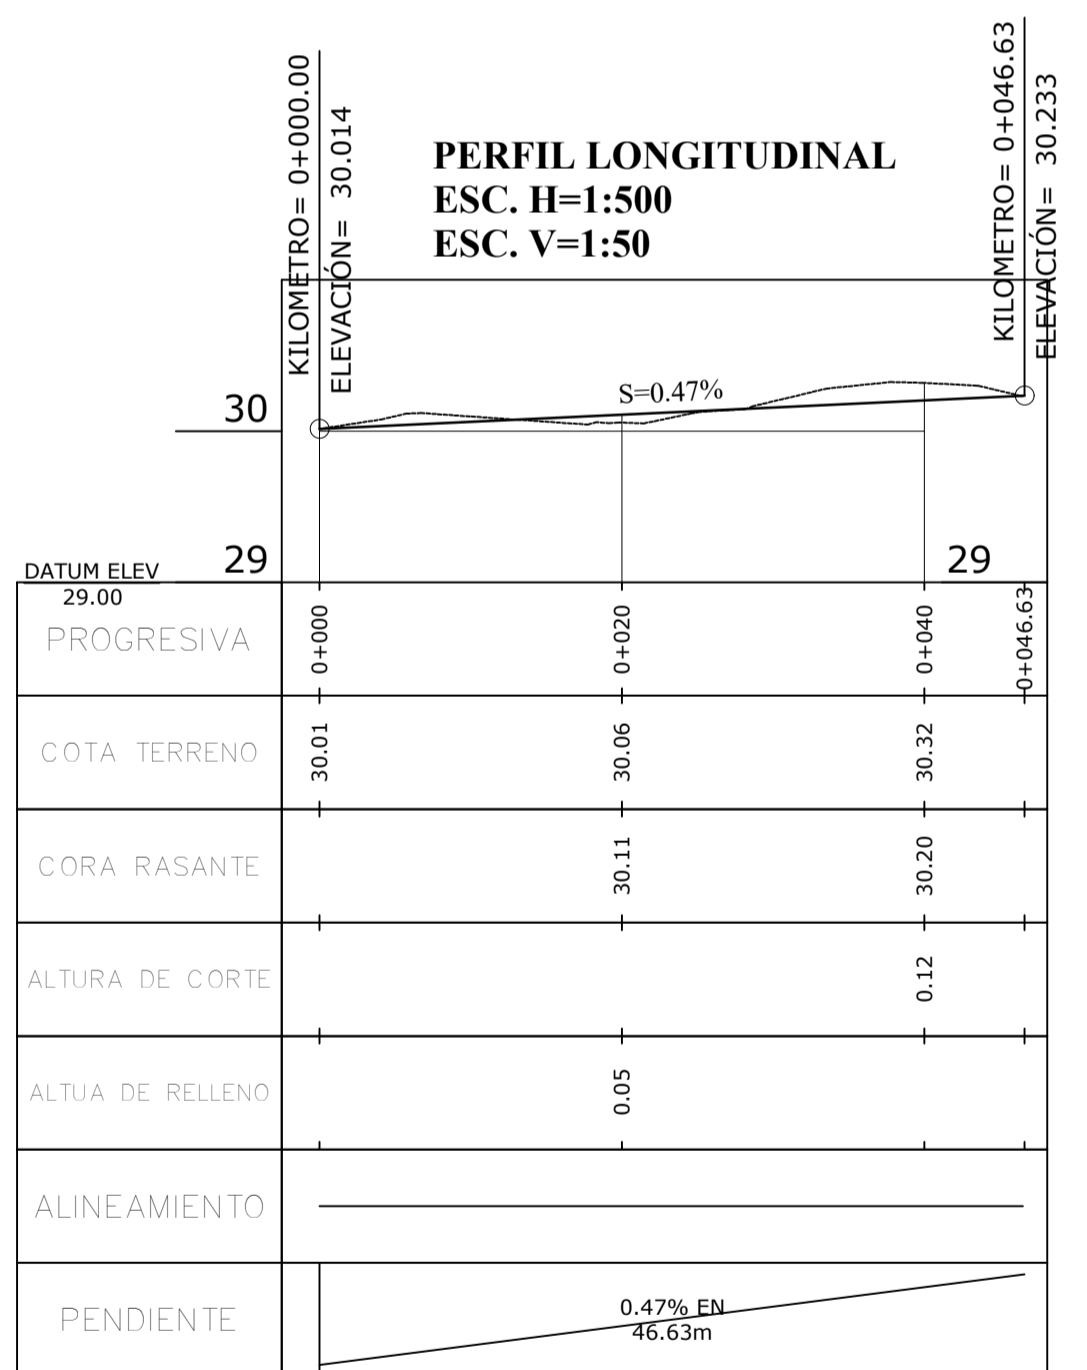 KILOMETRO= 0+000.00
ELEVACIÓN= 30.014
PERFIL LONGITUDINAL
ESC. H=1:500
ESC. V=1:50
KILOMETRO= 0+046.63
ELEVACIÓN= 30.233
S=0.47%
30
29
29
DATUM ELEV
29.00
PROGRESIVA
0+000
0+020
0+040
0+046.63
COTA TERRENO
30.01
30.06
30.32
CORA RASANTE
30.11
30.20
ALTURA DE CORTE
0.12
ALTUA DE RELLENO
0.05
ALINEAMIENTO
PENDIENTE
0.47% EN
46.63m